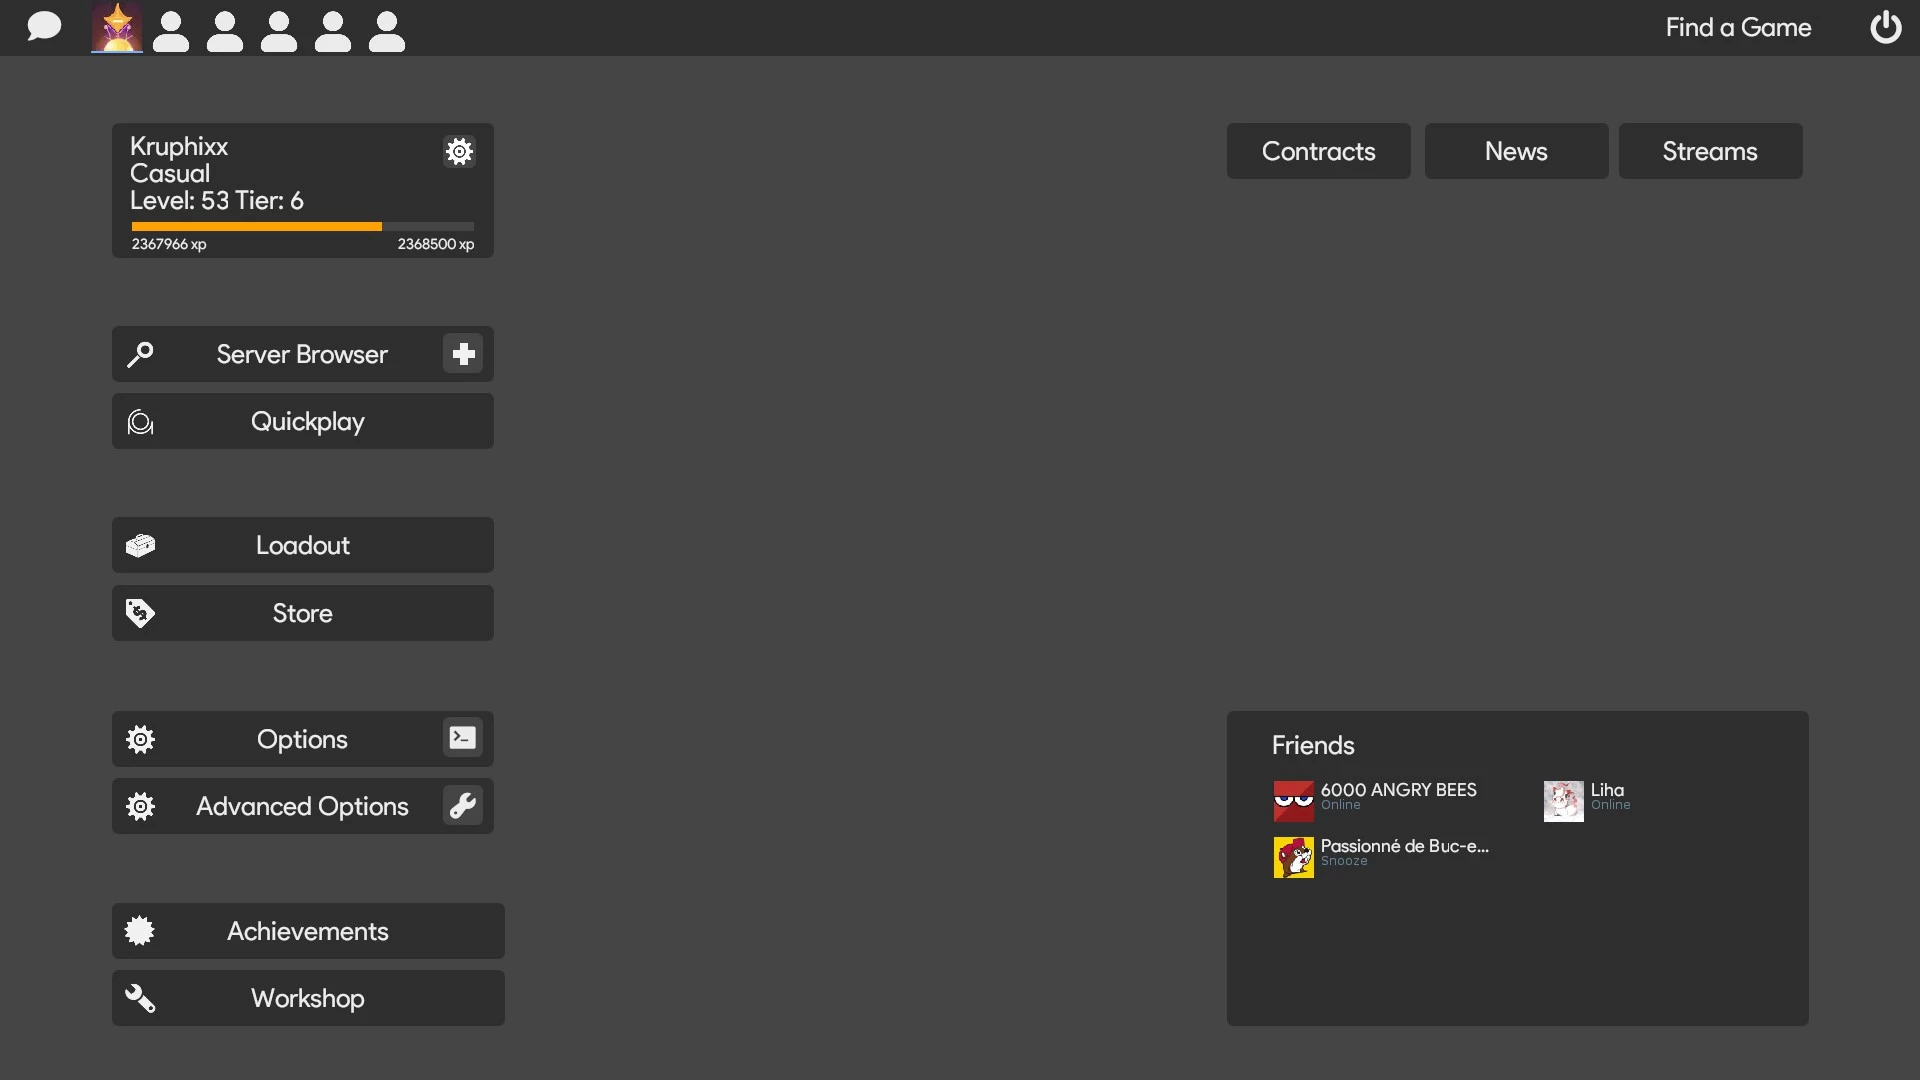 Find a Game
Kruphixx
Casual
Level: 53 Tier: 6
2367966 xp
2368500 xp
Contracts
News
Streams
Server Browser
Quickplay
Loadout
Store
Options
Advanced Options
Achievements
Workshop
Friends
6000 ANGRY BEES
Online
Liha
Online
Passionné de Buc-e...
Snooze